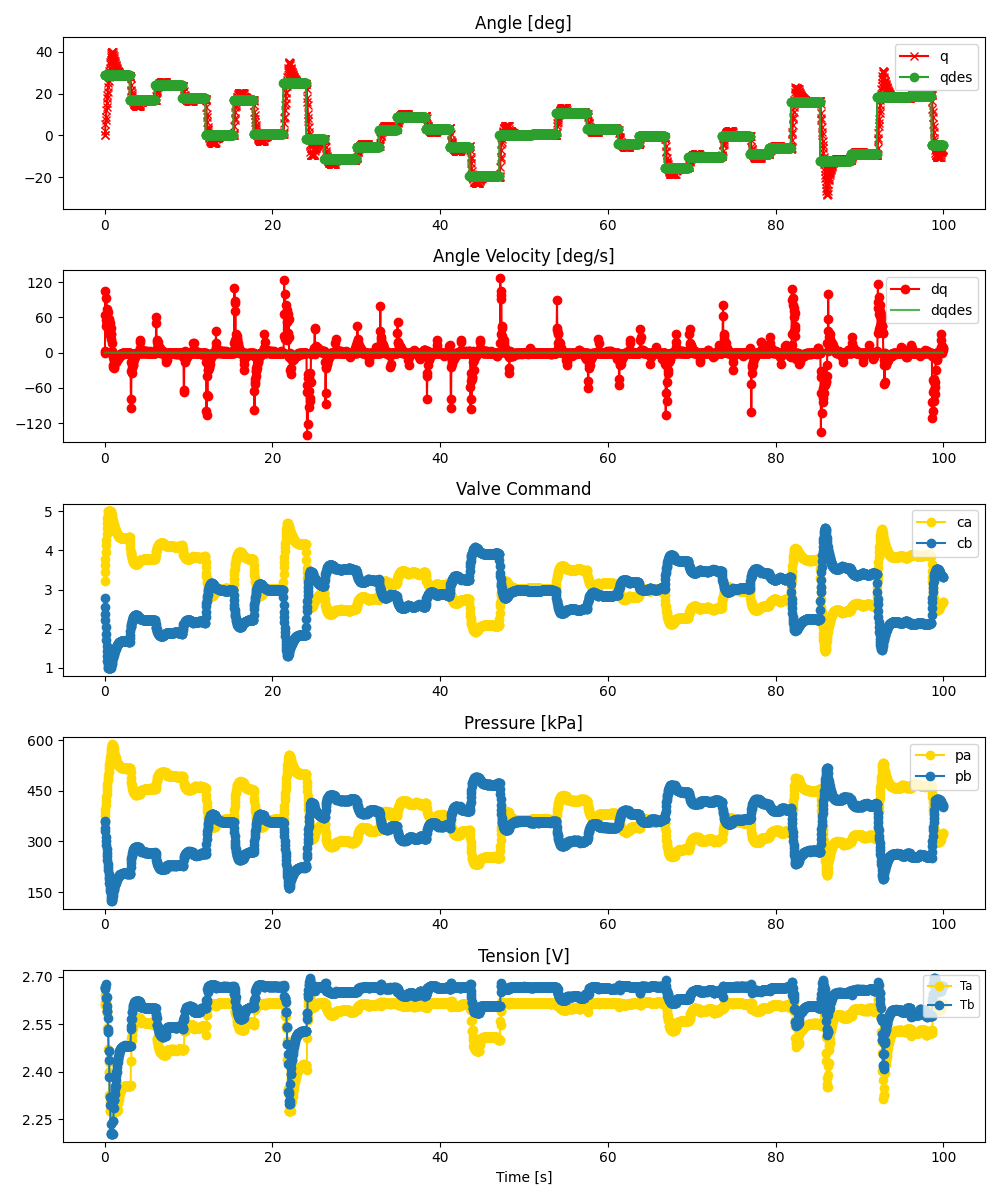 Angle [deg]
40
20
0
−20
q
qdes
0 20 40 60 80 100
Angle Velocity [deg/s]
120
60
0
−60
−120
dq
dqdes
0 20 40 60 80 100
Valve Command
5
4
3
2
1
ca
cb
0 20 40 60 80 100
Pressure [kPa]
600
450
300
150
pa
pb
0 20 40 60 80 100
Tension [V]
2.70
2.55
2.40
2.25
Ta
Tb
0 20 40 60 80 100
Time [s]